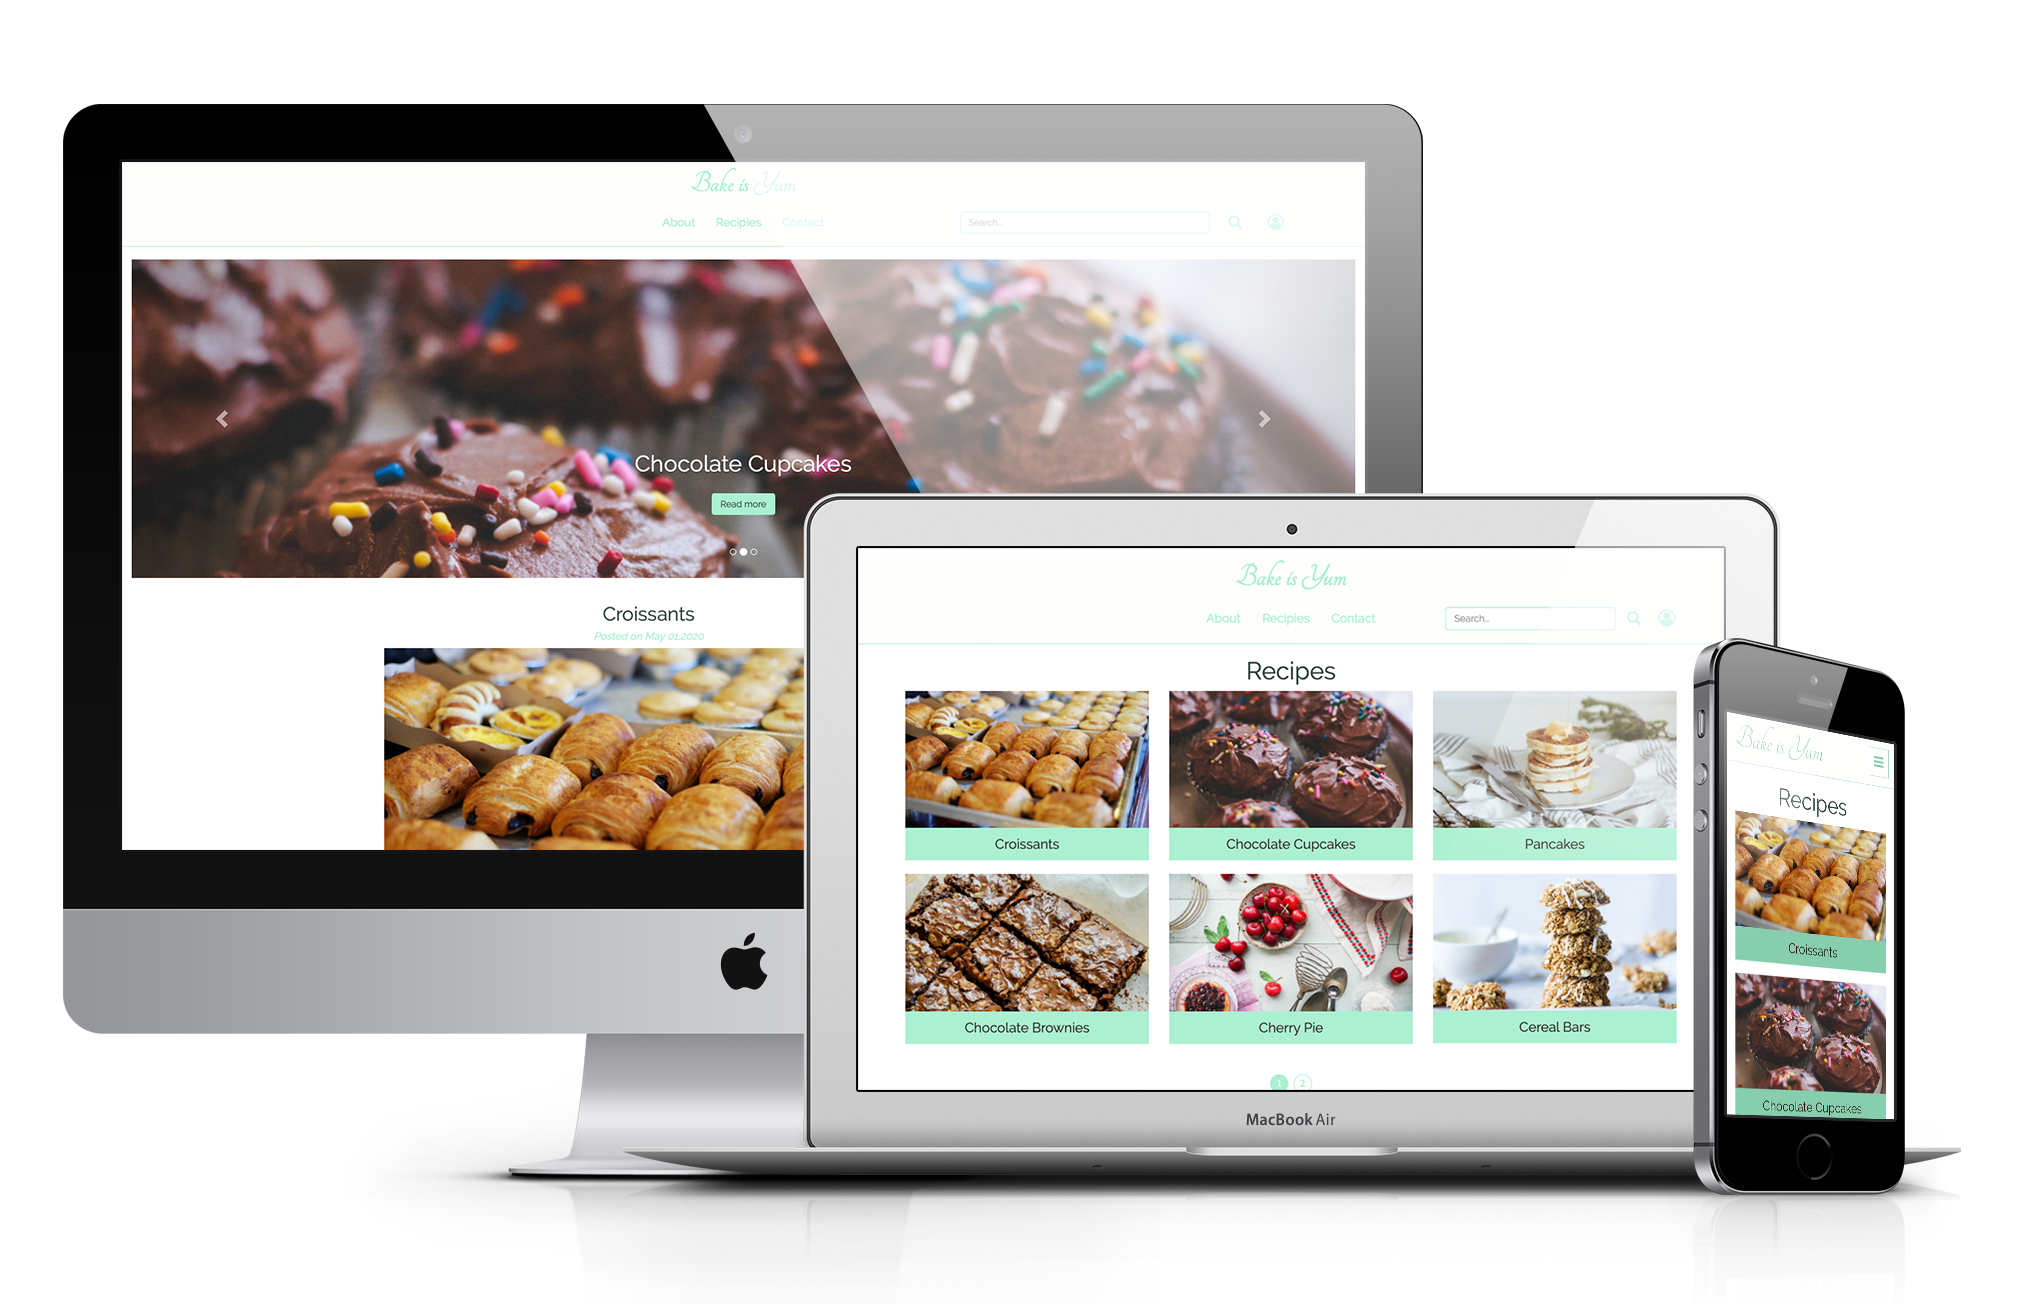 Bake is Yum
About Recipies Contact
Search...
Chocolate Cupcakes
Read more
Croissants
Posted on May 01,2020
Bake is Yum
About Recipies Contact
Search...
Recipes
Croissants
Chocolate Cupcakes
Pancakes
Chocolate Brownies
Cherry Pie
Cereal Bars
1 2
MacBook Air
Bake is Yum
Recipes
Croissants
Chocolate Cupcakes